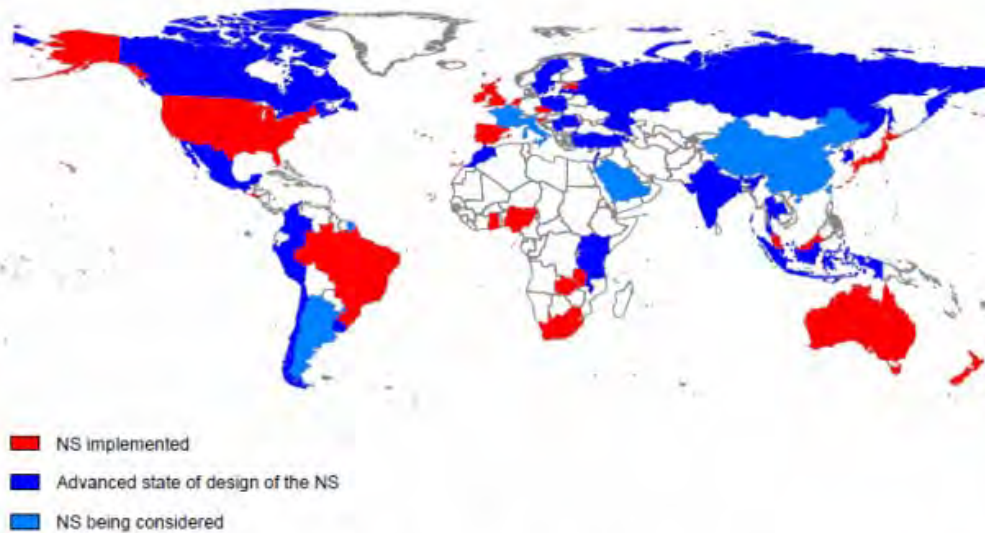 NS implemented
Advanced state of design of the NS
NS being considered